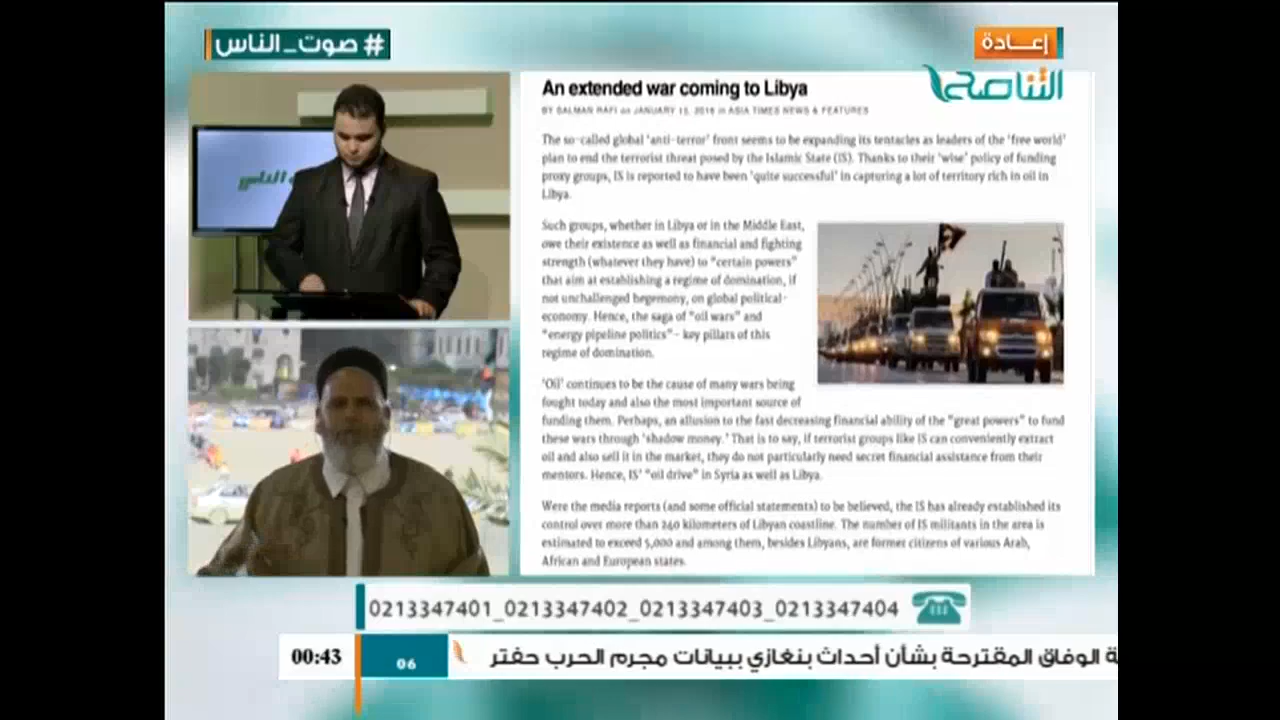 # صوت_الناس
إعـادة
التناصح
An extended war coming to Libya
BY SALMAN RAFI on JANUARY 15, 2016 in ASIA TIMES NEWS & FEATURES
The so-called global 'anti-terror' front seems to be expanding its tentacles as leaders of the 'free world'
plan to end the terrorist threat posed by the Islamic State (IS). Thanks to their 'wise' policy of funding
proxy groups, IS is reported to have been 'quite successful' in capturing a lot of territory rich in oil in
Libya.
Such groups, whether in Libya or in the Middle East,
owe their existence as well as financial and fighting
strength (whatever they have) to "certain powers"
that aim at establishing a regime of domination, if
not unchallenged hegemony, on global political-
economy. Hence, the saga of "oil wars" and
"energy pipeline politics"– key pillars of this
regime of domination.
'Oil' continues to be the cause of many wars being
fought today and also the most important source of
funding them. Perhaps, an allusion to the fast decreasing financial ability of the "great powers" to fund
these wars through 'shadow money.' That is to say, if terrorist groups like IS can conveniently extract
oil and also sell it in the market, they do not particularly need secret financial assistance from their
mentors. Hence, IS' "oil drive" in Syria as well as Libya.
Were the media reports (and some official statements) to be believed, the IS has already established its
control over more than 240 kilometers of Libyan coastline. The number of IS militants in the area is
estimated to exceed 5,000 and among them, besides Libyans, are former citizens of various Arab,
African and European states.
0213347401_0213347402_0213347403_0213347404
00:43
06
ة الوفاق المقترحة بشأن أحداث بنغازي ببيانات مجرم الحرب حفتر